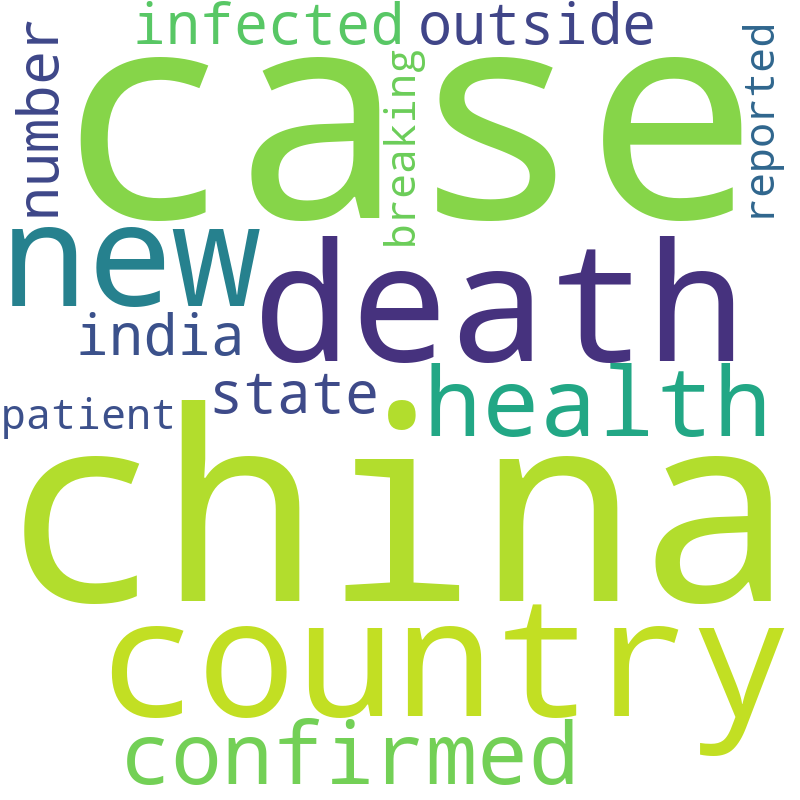 infected
outside
number
case
breaking
reported
new
death
india
state
health
patient
china
country
confirmed